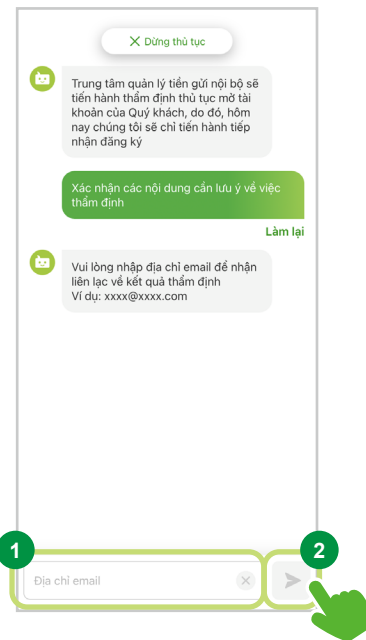 Dừng thủ tục
Trung tâm quản lý tiền gửi nội bộ sẽ
tiến hành thẩm định thủ tục mở tài
khoản của Quý khách, do đó, hôm
nay chúng tôi sẽ chỉ tiến hành tiếp
nhận đăng ký
Xác nhận các nội dung cần lưu ý về việc
thẩm định
Làm lại
Vui lòng nhập địa chỉ email để nhận
liên lạc về kết quả thẩm định
Ví dụ: xxxx@xxxx.com
1
2
Địa chỉ email